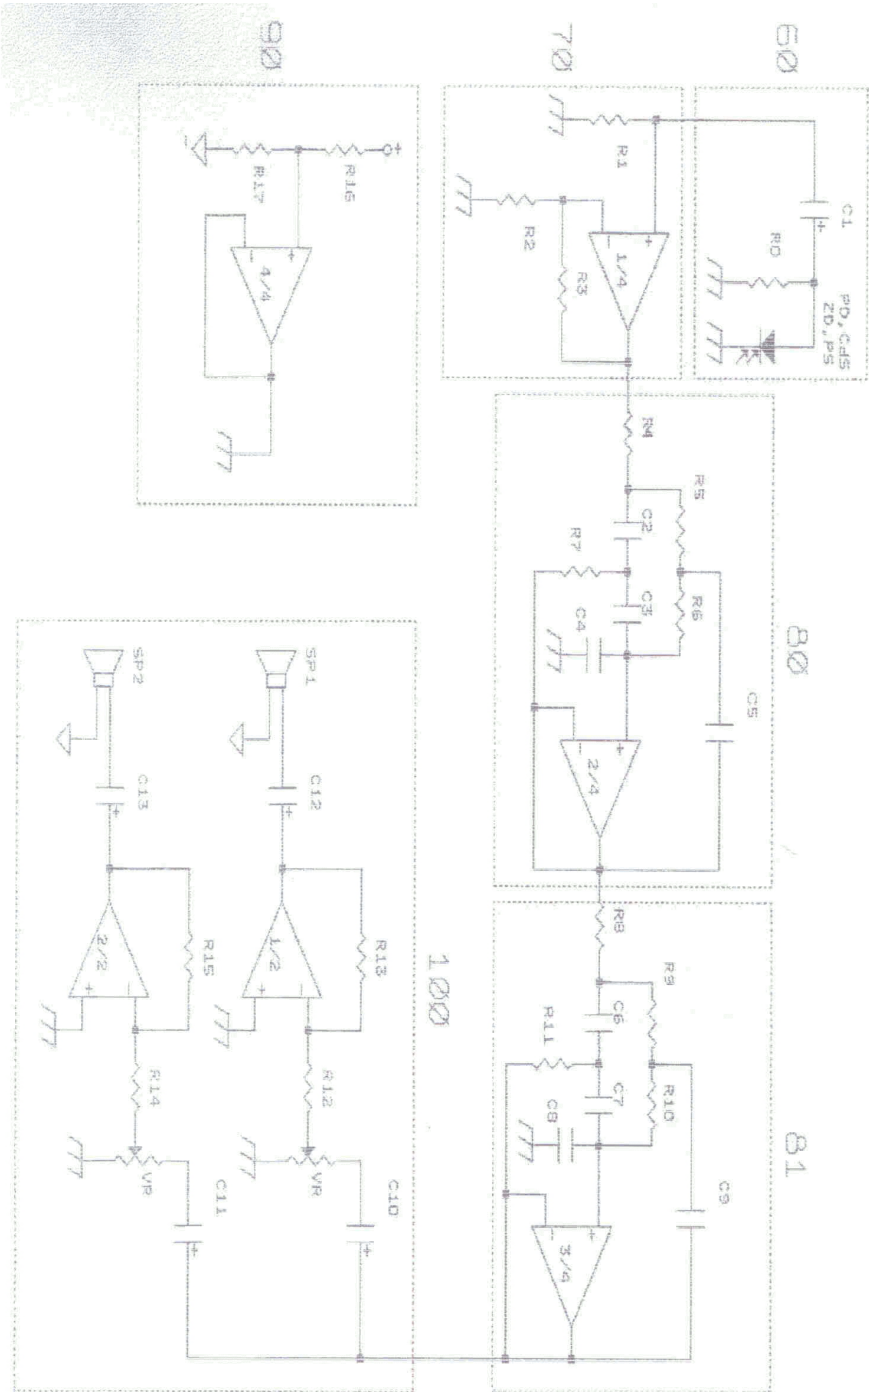 60
C1
+
R0
PD, CdS
ZD, PS
70
R1
R2
R3
+
-
1/4
80
R4
R5
R6
C2
C3
R7
C4
C5
+
-
2/4
81
R8
R9
R10
C6
C7
R11
C8
C9
+
-
3/4
90
+
R16
R17
+
-
4/4
100
C10
+
C11
+
VR
VR
R12
R14
R13
R15
-
+
1/2
-
+
2/2
C12
+
C13
+
SP1
SP2